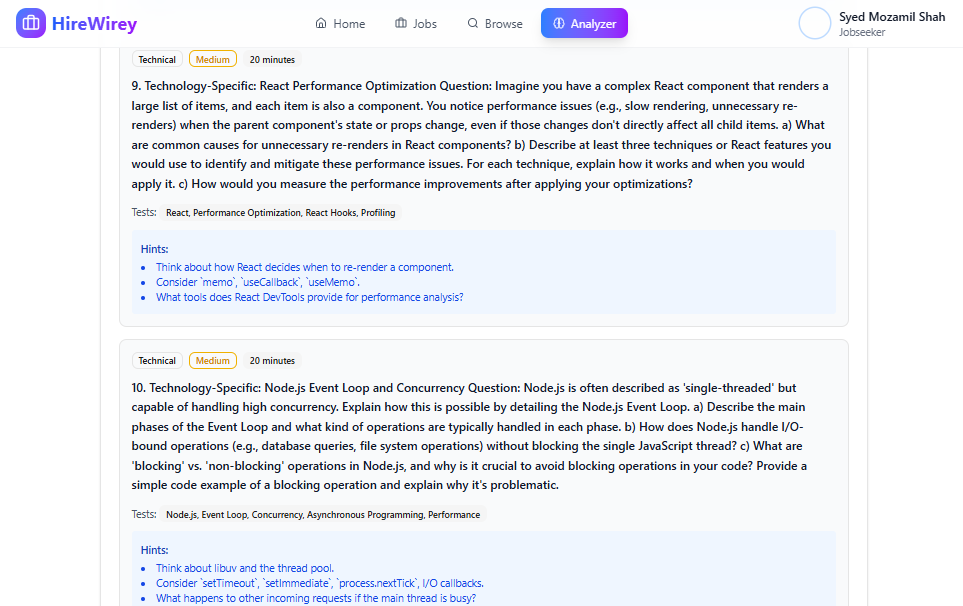 HireWirey
Home
Jobs
Browse
Analyzer
Syed Mozamil Shah
Jobseeker
Technical
Medium
20 minutes
9. Technology-Specific: React Performance Optimization Question: Imagine you have a complex React component that renders a
large list of items, and each item is also a component. You notice performance issues (e.g., slow rendering, unnecessary re-
renders) when the parent component's state or props change, even if those changes don't directly affect all child items. a) What
are common causes for unnecessary re-renders in React components? b) Describe at least three techniques or React features you
would use to identify and mitigate these performance issues. For each technique, explain how it works and when you would
apply it. c) How would you measure the performance improvements after applying your optimizations?
Tests: React, Performance Optimization, React Hooks, Profiling
Hints:
• Think about how React decides when to re-render a component.
• Consider `memo`, `useCallback`, `useMemo`.
• What tools does React DevTools provide for performance analysis?
Technical
Medium
20 minutes
10. Technology-Specific: Node.js Event Loop and Concurrency Question: Node.js is often described as 'single-threaded' but
capable of handling high concurrency. Explain how this is possible by detailing the Node.js Event Loop. a) Describe the main
phases of the Event Loop and what kind of operations are typically handled in each phase. b) How does Node.js handle I/O-
bound operations (e.g., database queries, file system operations) without blocking the single JavaScript thread? c) What are
'blocking' vs. 'non-blocking' operations in Node.js, and why is it crucial to avoid blocking operations in your code? Provide a
simple code example of a blocking operation and explain why it's problematic.
Tests: Node.js, Event Loop, Concurrency, Asynchronous Programming, Performance
Hints:
• Think about libuv and the thread pool.
• Consider `setTimeout`, `setImmediate`, `process.nextTick`, I/O callbacks.
• What happens to other incoming requests if the main thread is busy?